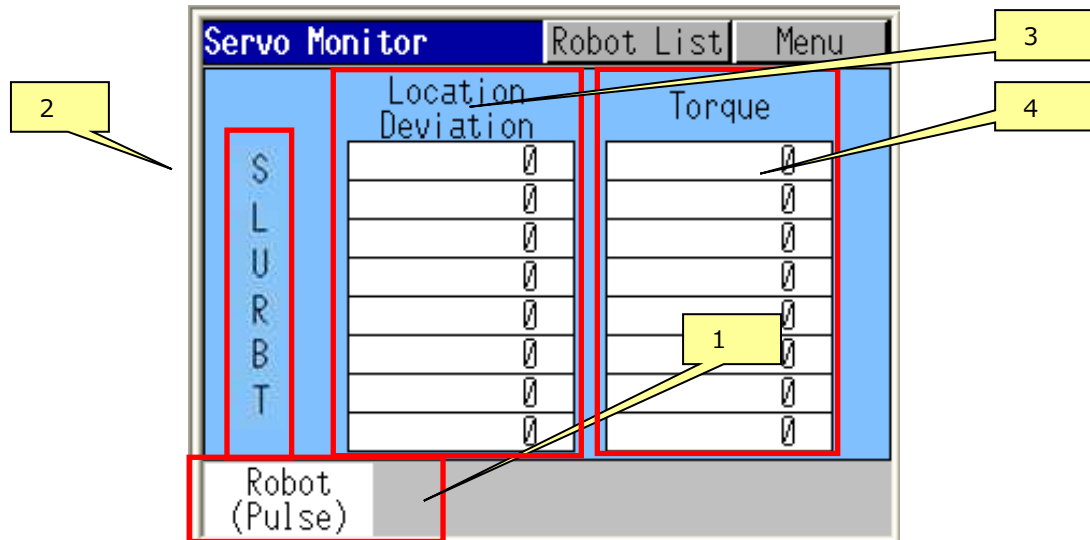 Servo Monitor Robot List Menu
3
2
4
Location
Deviation
Torque
S 0 0
L 0 0
U 0 0
R 0 0
B 0 0
T 0 0
0 0
0 0
1
Robot
(Pulse)